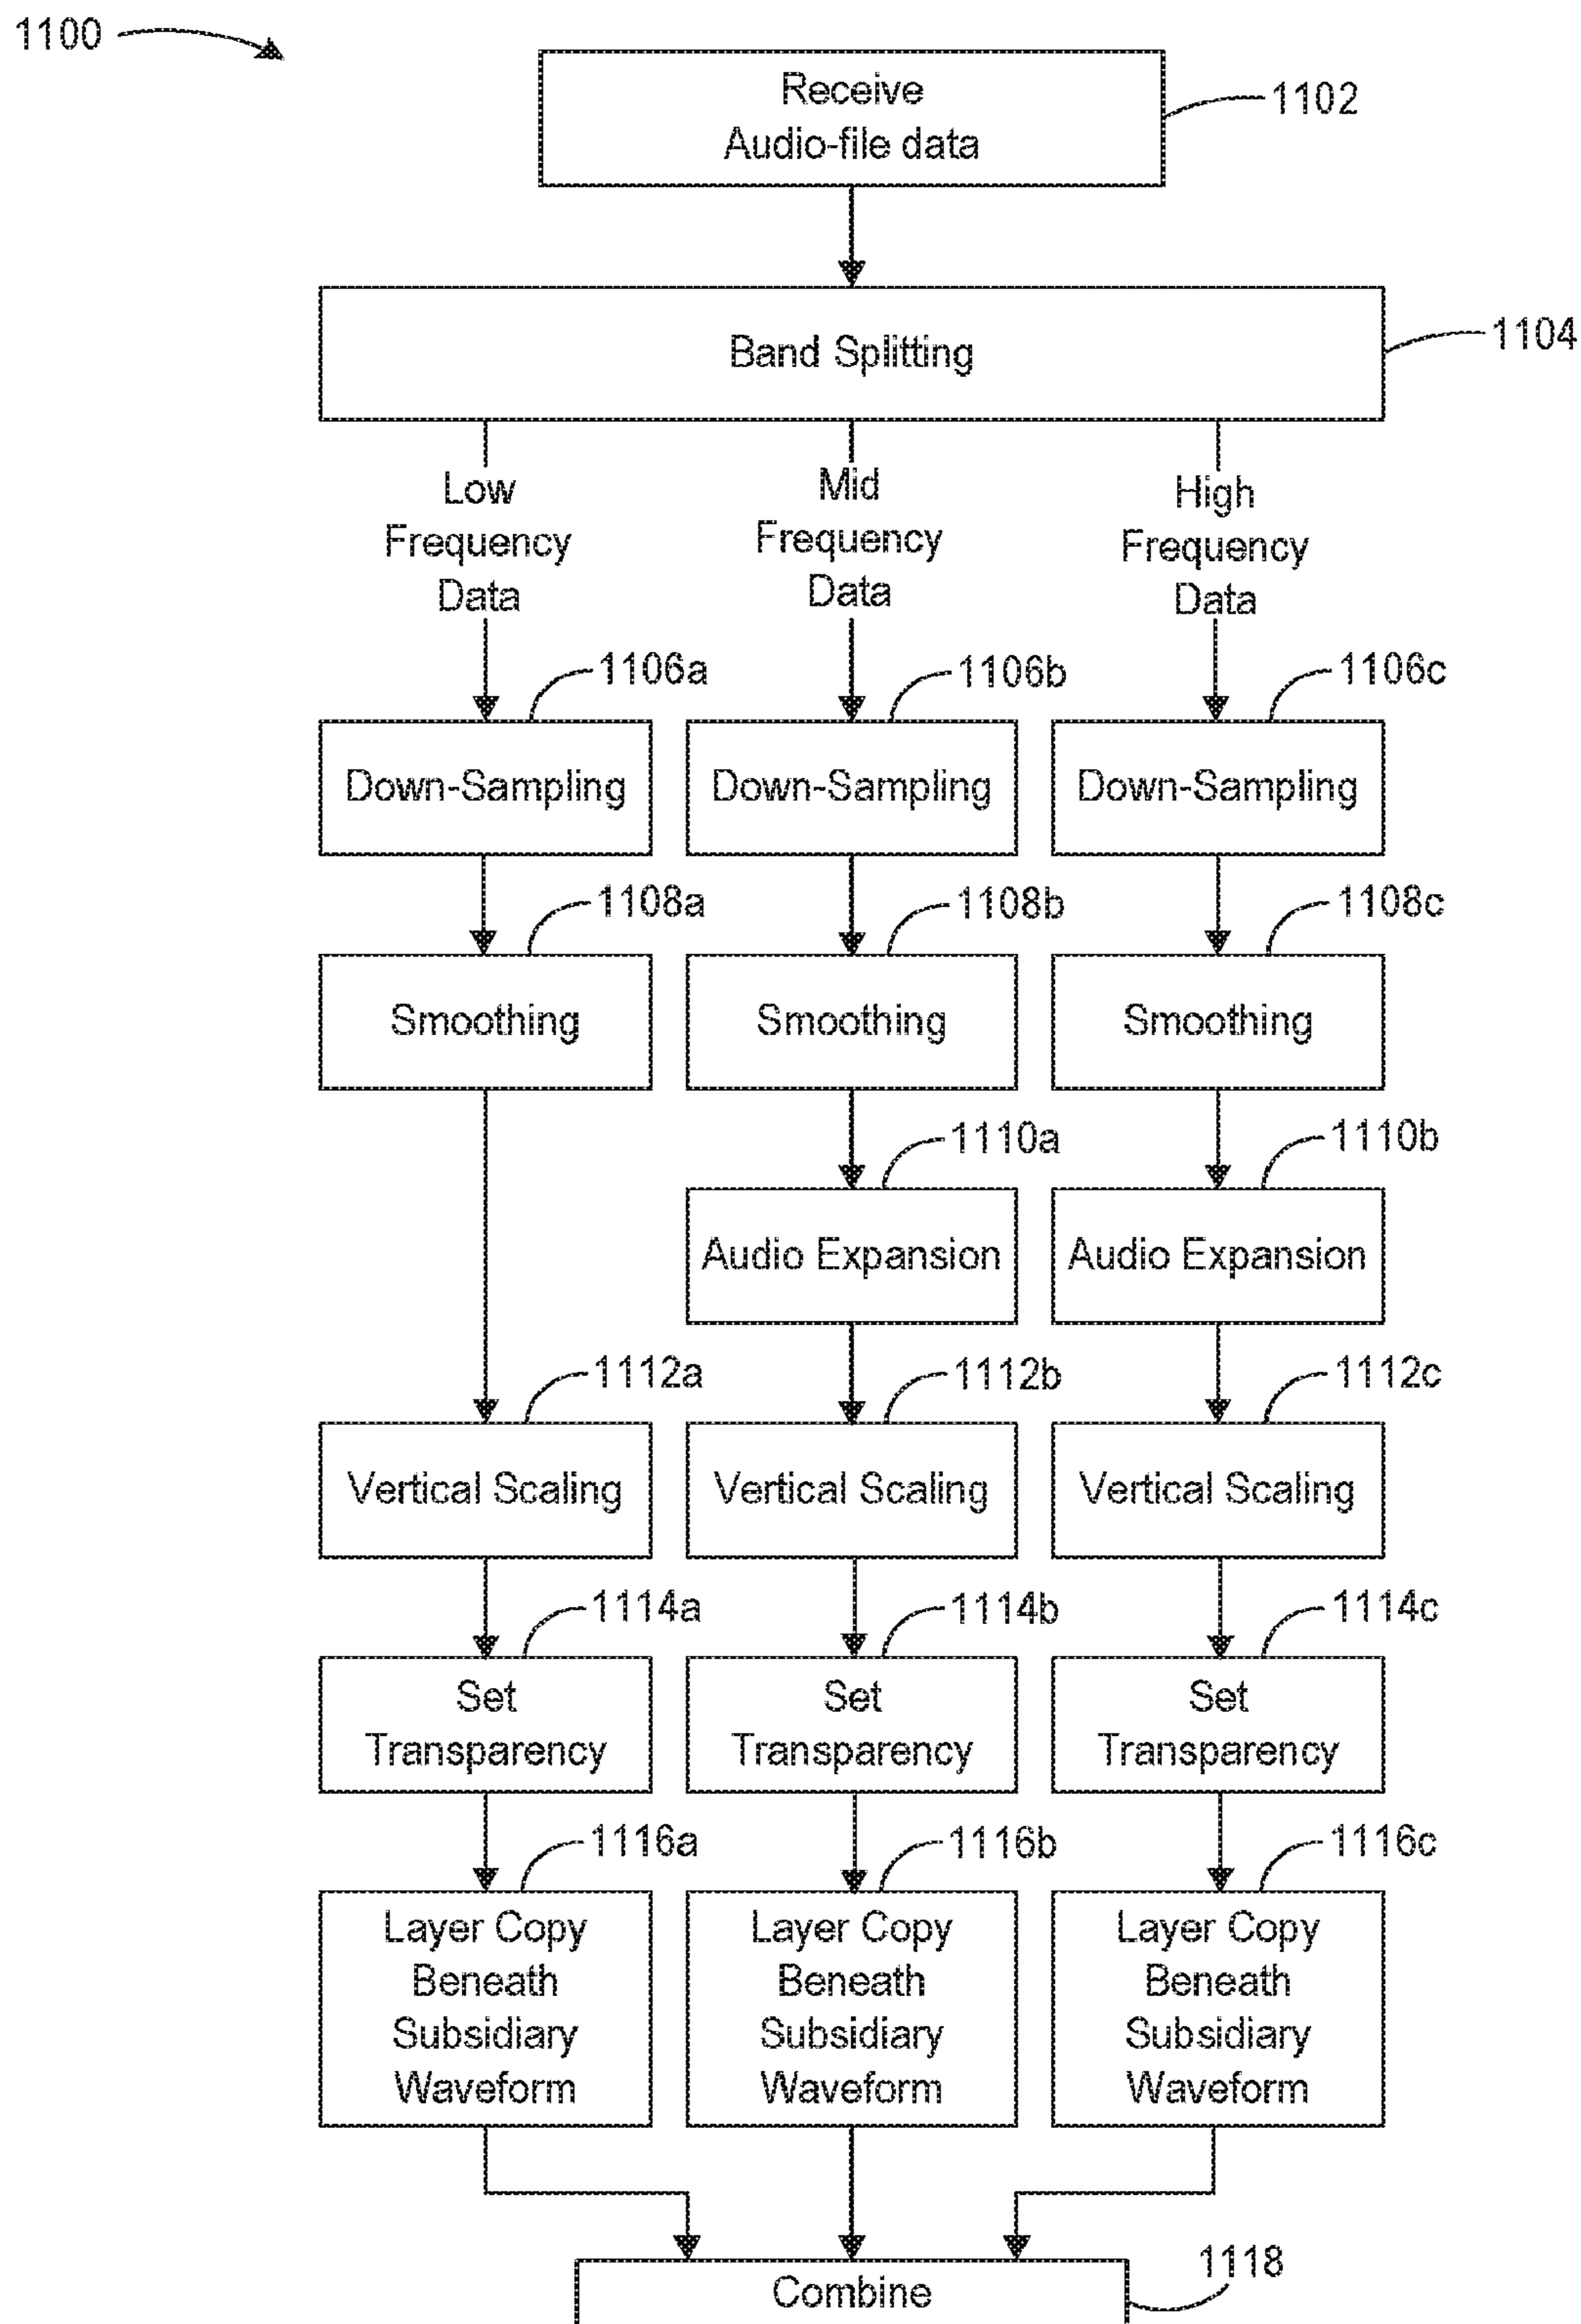 1100
Receive
Audio-file data
1102
Band Splitting
1104
Low
Frequency
Data
Mid
Frequency
Data
High
Frequency
Data
1106a
1106b
1106c
Down-Sampling
Down-Sampling
Down-Sampling
1108a
1108b
1108c
Smoothing
Smoothing
Smoothing
1110a
1110b
Audio Expansion
Audio Expansion
1112a
1112b
1112c
Vertical Scaling
Vertical Scaling
Vertical Scaling
1114a
1114b
1114c
Set
Transparency
Set
Transparency
Set
Transparency
1116a
1116b
1116c
Layer Copy
Beneath
Subsidiary
Waveform
Layer Copy
Beneath
Subsidiary
Waveform
Layer Copy
Beneath
Subsidiary
Waveform
Combine
1118